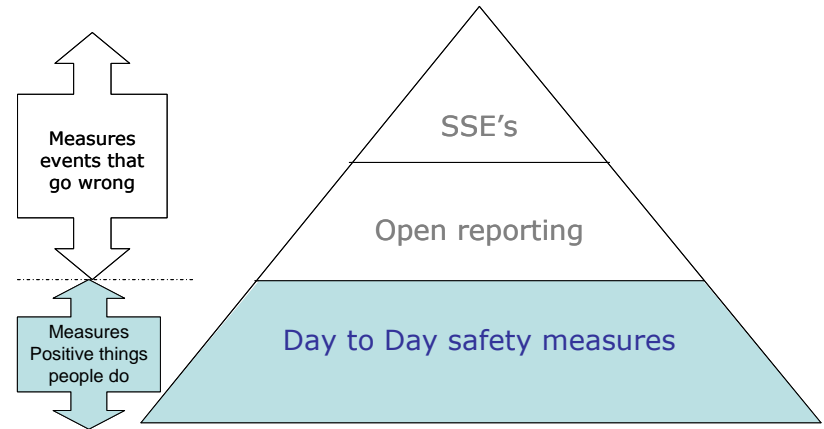 SSE's
Measures
events that
go wrong
Open reporting
Measures
Positive things
people do
Day to Day safety measures